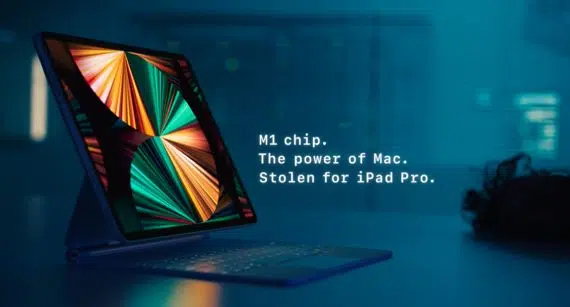 M1 chip.
The power of Mac.
Stolen for iPad Pro.